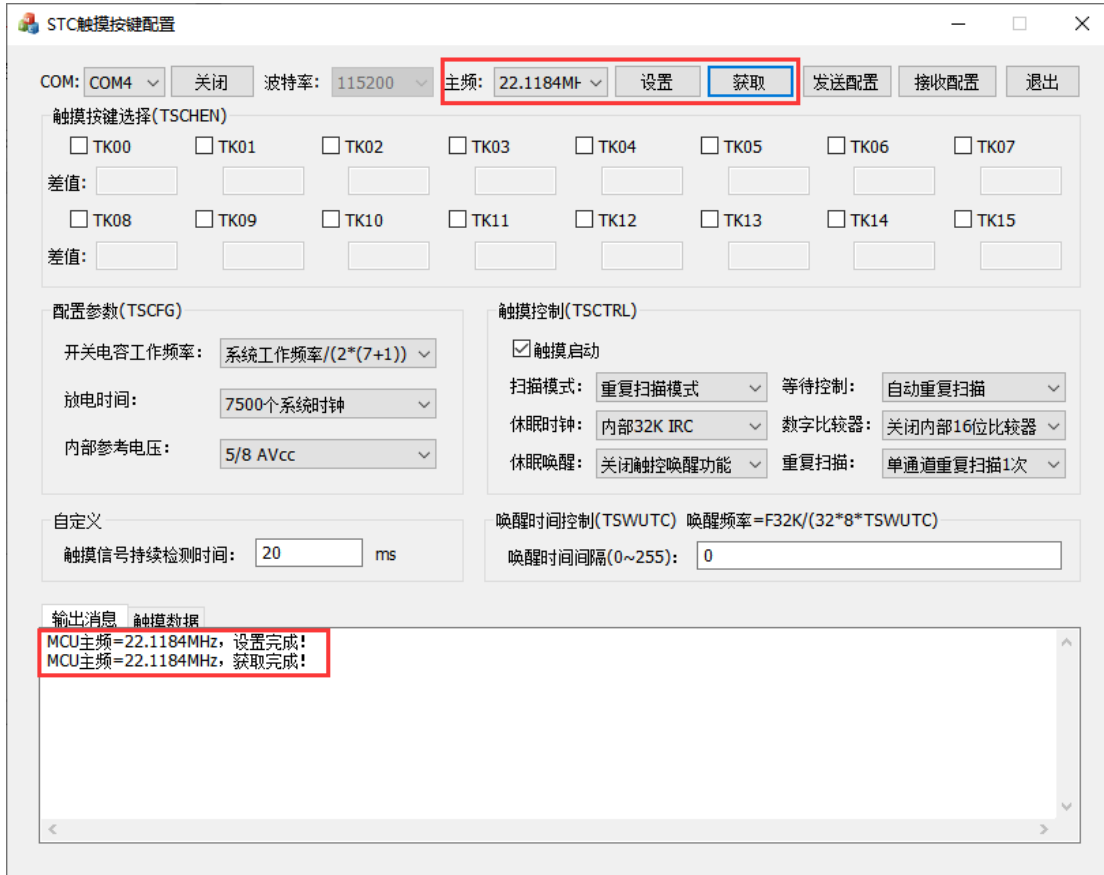 STC触摸按键配置
COM: COM4 关闭 波特率: 115200 主频: 22.1184MH 设置 获取 发送配置 接收配置 退出
触摸按键选择(TSCHEN)
TK00 TK01 TK02 TK03 TK04 TK05 TK06 TK07
差值:
TK08 TK09 TK10 TK11 TK12 TK13 TK14 TK15
差值:
配置参数(TSCFG)
开关电容工作频率: 系统工作频率/(2*(7+1))
放电时间: 7500个系统时钟
内部参考电压: 5/8 AVcc
触摸控制(TSCTRL)
触摸启动
扫描模式: 重复扫描模式 等待控制: 自动重复扫描
休眠时钟: 内部32K IRC 数字比较器: 关闭内部16位比较器
休眠唤醒: 关闭触控唤醒功能 重复扫描: 单通道重复扫描1次
自定义
触摸信号持续检测时间: 20 ms
唤醒时间控制(TSWUTC) 唤醒频率=F32K/(32*8*TSWUTC)
唤醒时间间隔(0~255): 0
输出消息 触摸数据
MCU主频=22.1184MHz，设置完成!
MCU主频=22.1184MHz，获取完成!